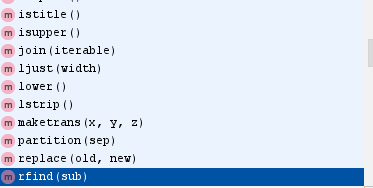 m istitle()
m isupper()
m join(iterable)
m ljust(width)
m lower()
m lstrip()
m maketrans(x, y, z)
m partition(sep)
m replace(old, new)
m rfind(sub)